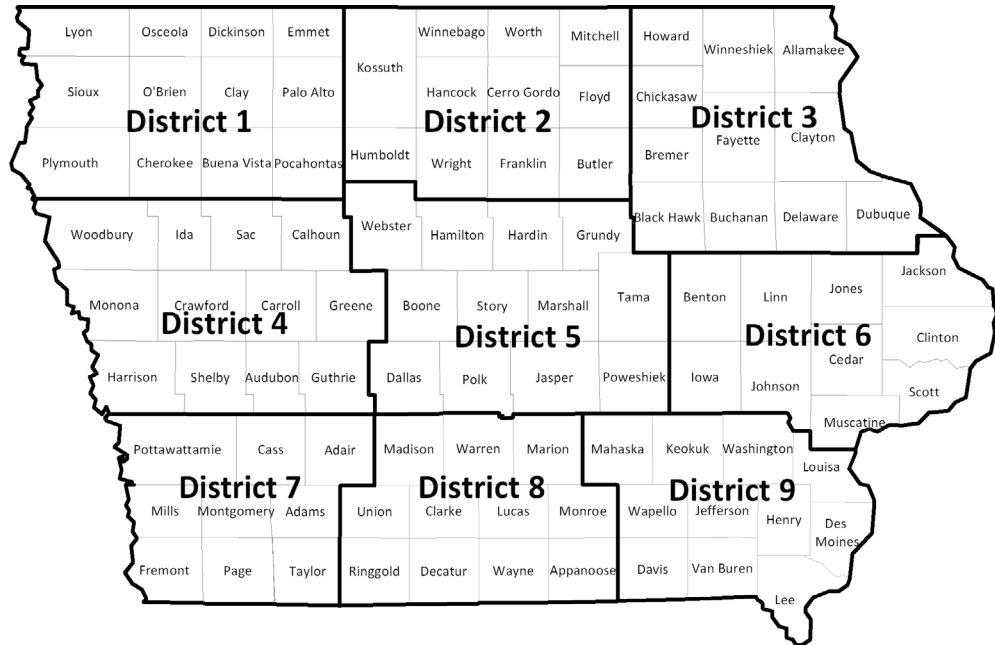 Lyon Osceola Dickinson Emmet
Winnebago Worth Mitchell Howard Winneshiek Allamakee
Kossuth
Sioux O'Brien Clay Palo Alto
Hancock Cerro Gordo Floyd Chickasaw
District 1 District 2 District 3
Fayette Clayton
Plymouth Cherokee Buena Vista Pocahontas
Humboldt Wright Franklin Butler Bremer
Black Hawk Buchanan Delaware Dubuque
Woodbury Ida Sac Calhoun
Webster Hamilton Hardin Grundy
Monona Crawford Carroll Greene
Boone Story Marshall Tama
Benton Linn Jones Jackson
District 4 District 5 District 6
Clinton
Cedar
Harrison Shelby Audubon Guthrie
Dallas Polk Jasper Poweshiek
Iowa Johnson Scott
Muscatine
Pottawattamie Cass Adair
Madison Warren Marion
Mahaska Keokuk Washington
Louisa
District 7 District 8 District 9
Mills Montgomery Adams
Union Clarke Lucas Monroe
Wapello Jefferson Henry Des
Moines
Fremont Page Taylor
Ringgold Decatur Wayne Appanoose
Davis Van Buren
Lee